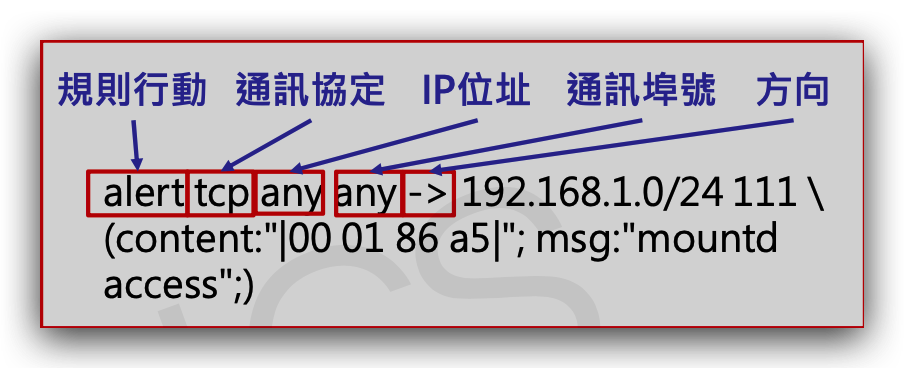 規則行動 通訊協定 IP位址 通訊埠號 方向
alert tcp any any -> 192.168.1.0/24 111 \
(content:"|00 01 86 a5|"; msg:"mountd
access";)